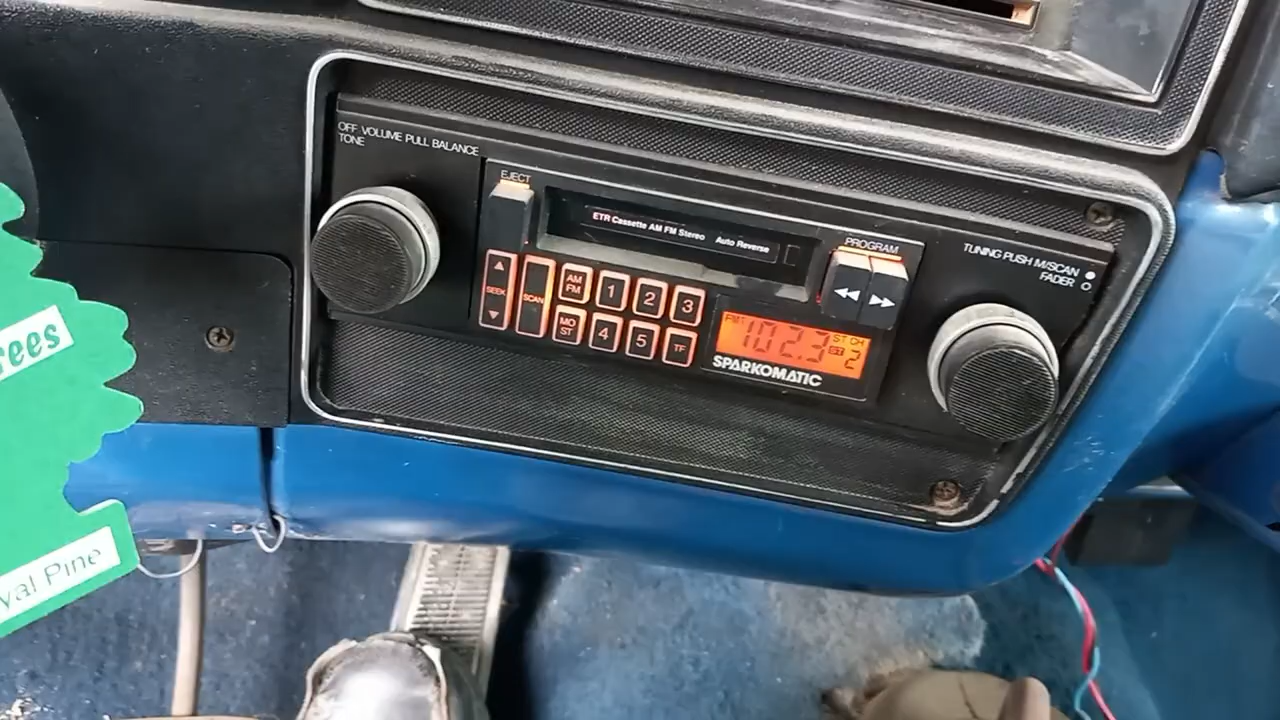 OFF VOLUME PULL BALANCE
TONE
EJECT
ETR Cassette AM FM Stereo Auto Reverse
PROGRAM
TUNING PUSH M/SCAN
FADER
SEEK
SCAN
AM
FM
1
2
3
MO
ST
4
5
TF
102.3
ST CH
ST
2
SPARKOMATIC
rees
yal Pine